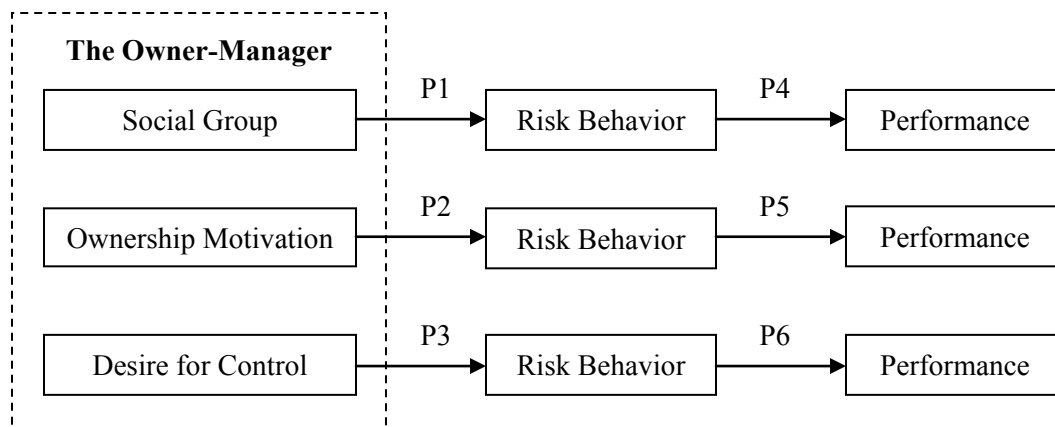 The Owner-Manager
P1
P4
Social Group
Risk Behavior
Performance
P2
P5
Ownership Motivation
Risk Behavior
Performance
P3
P6
Desire for Control
Risk Behavior
Performance